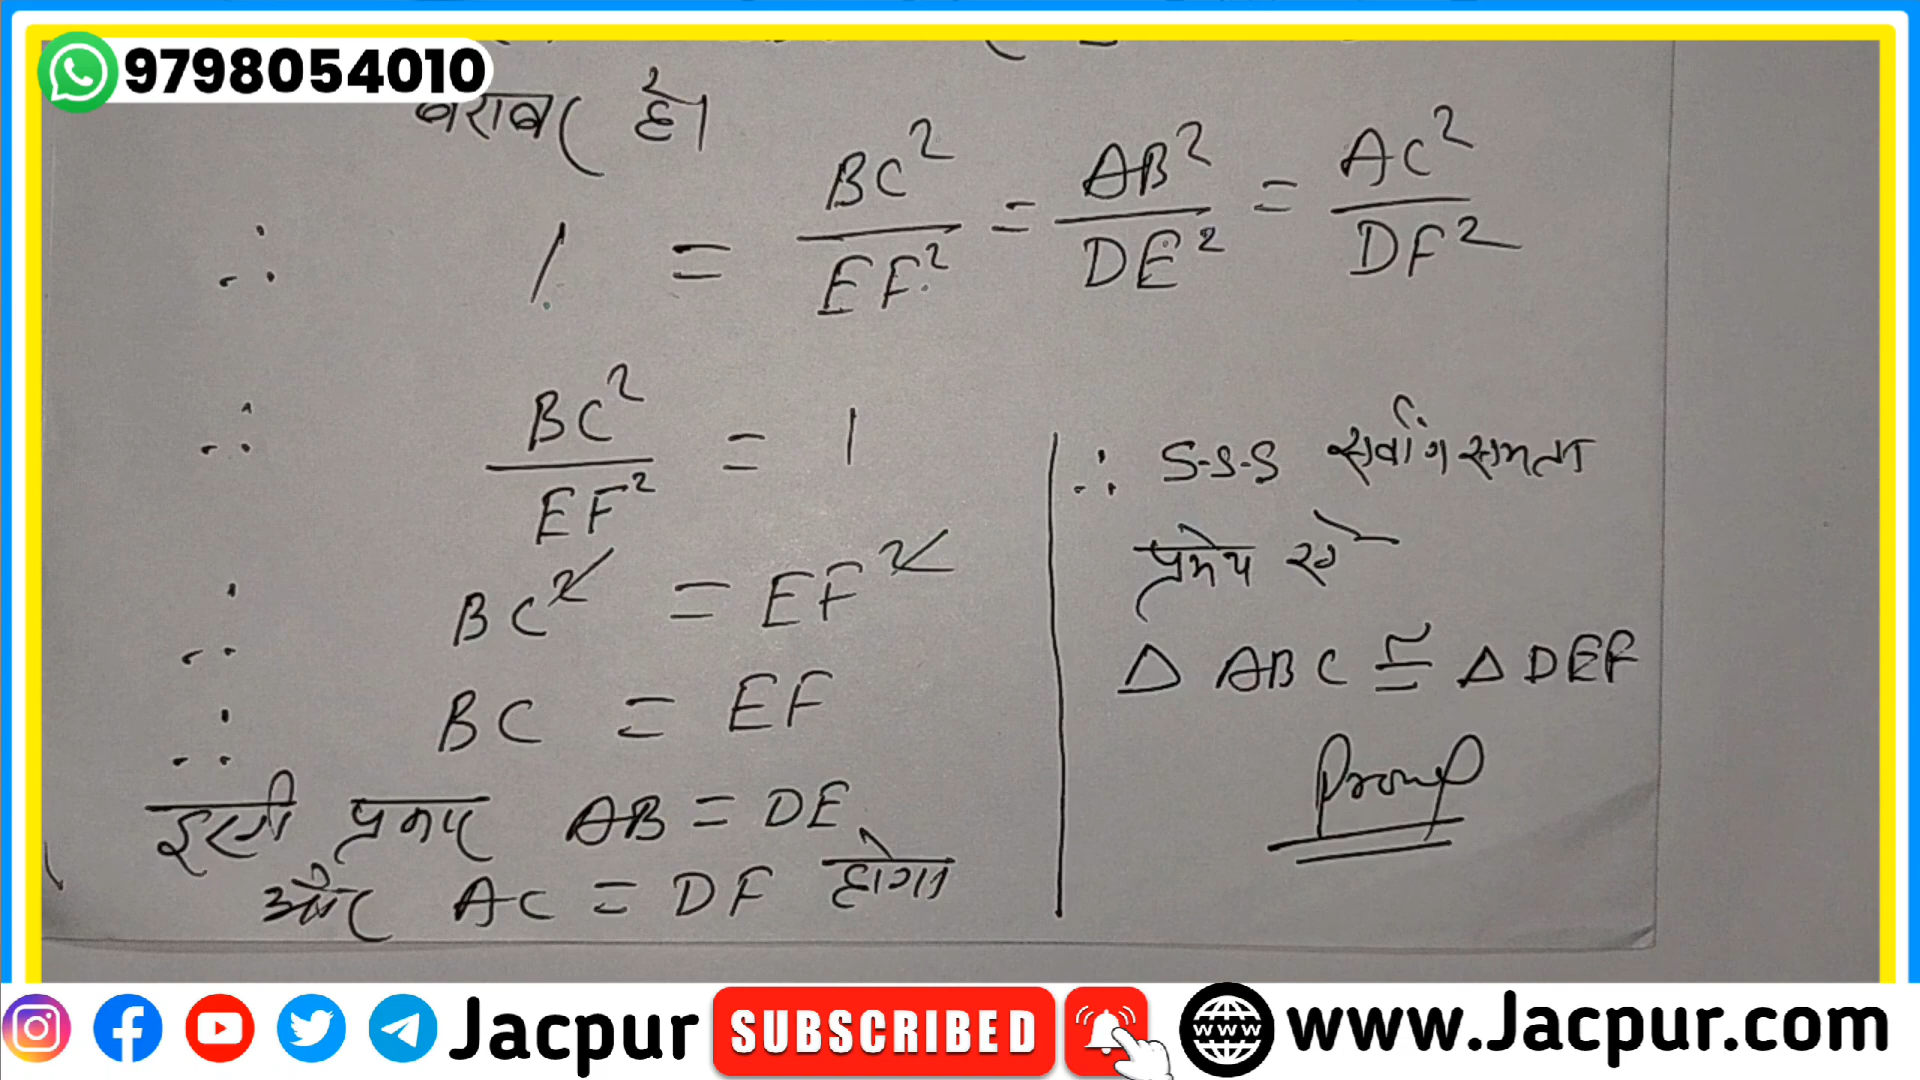 9798054010
बराबर है।
∴ 1 = BC²/EF² = AB²/DE² = AC²/DF²
∴ BC²/EF² = 1
∴ BC² = EF²
∴ BC = EF
इसी प्रकार AB = DE
और AC = DF होगा
∴ S-S-S सर्वांगसमता
प्रमेय से
Δ ABC ≅ Δ DEF
Proof
Jacpur SUBSCRIBED www www.Jacpur.com